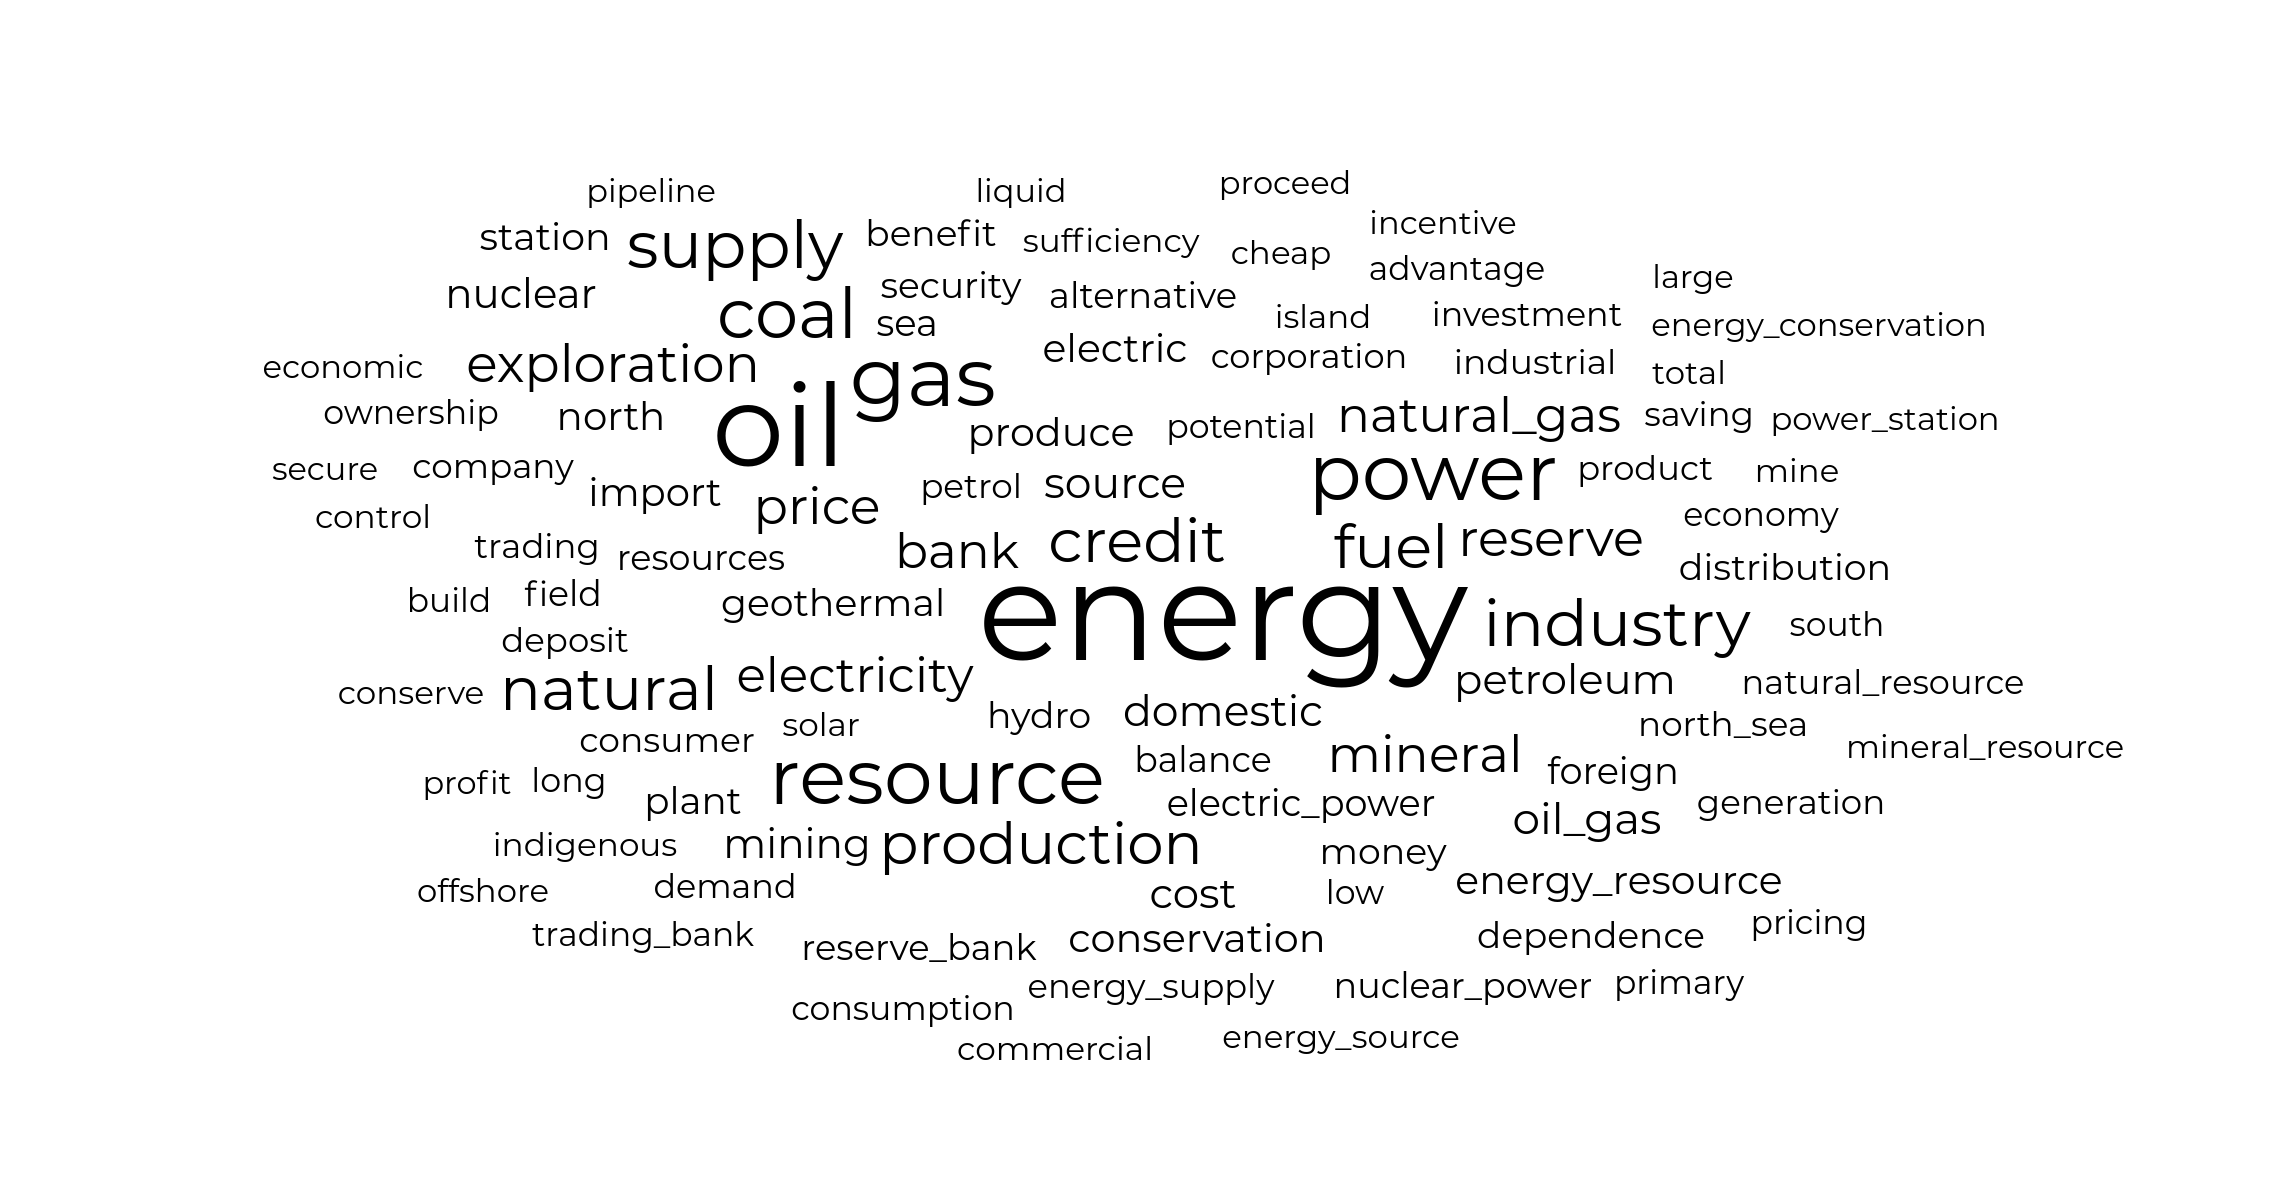 pipeline liquid proceed
station supply benefit sufficiency cheap incentive
nuclear coal security alternative advantage large
sea island investment energy_conservation
economic exploration gas electric corporation industrial total
ownership north oil produce potential natural_gas saving power_station
secure company import price petrol source power product mine
control trading resources bank credit fuel reserve economy
build field geothermal energy industry distribution
deposit south
conserve natural electricity petroleum natural_resource
consumer solar hydro domestic north_sea
profit long plant resource balance mineral foreign mineral_resource
electric_power oil_gas generation
indigenous mining production money
offshore demand cost low energy_resource
trading_bank reserve_bank conservation dependence pricing
consumption energy_supply nuclear_power primary
commercial energy_source